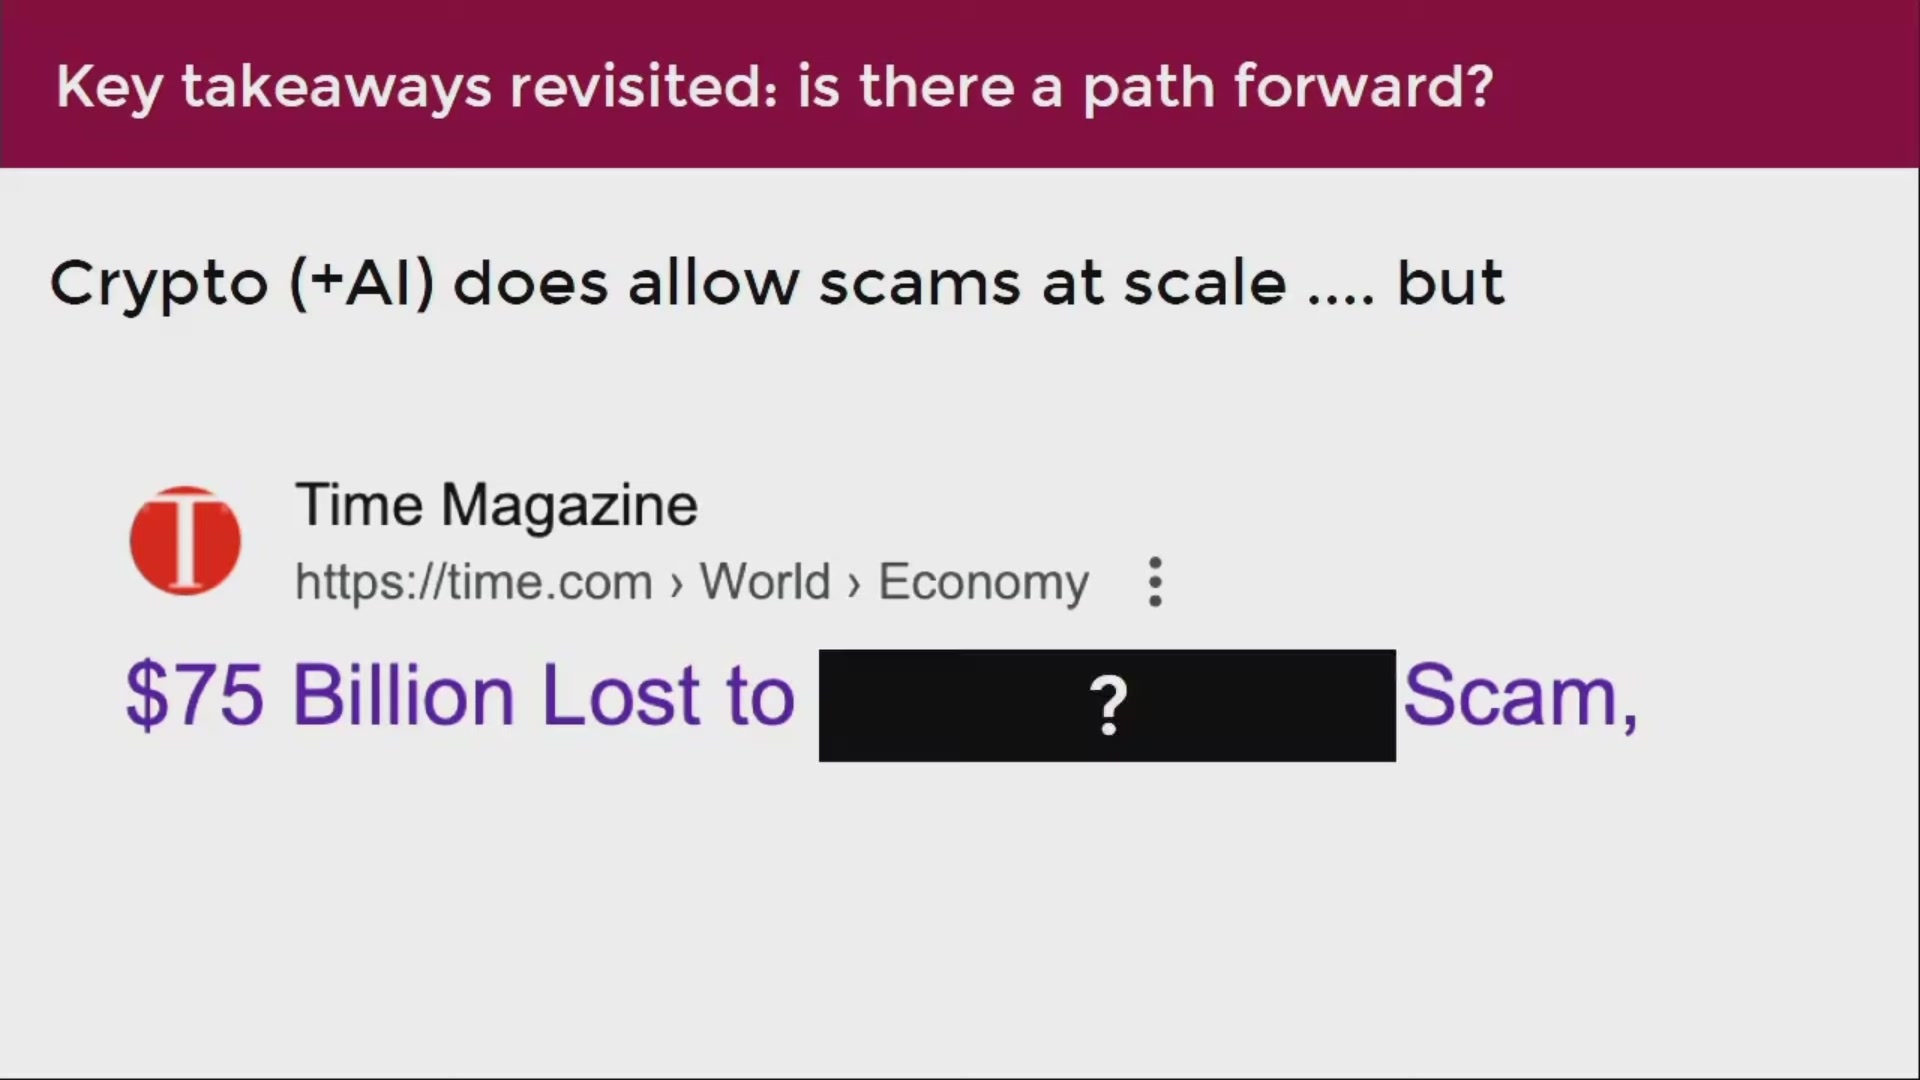 Key takeaways revisited: is there a path forward?
Crypto (+AI) does allow scams at scale .... but
T
Time Magazine
https://time.com › World › Economy
$75 Billion Lost to ? Scam,